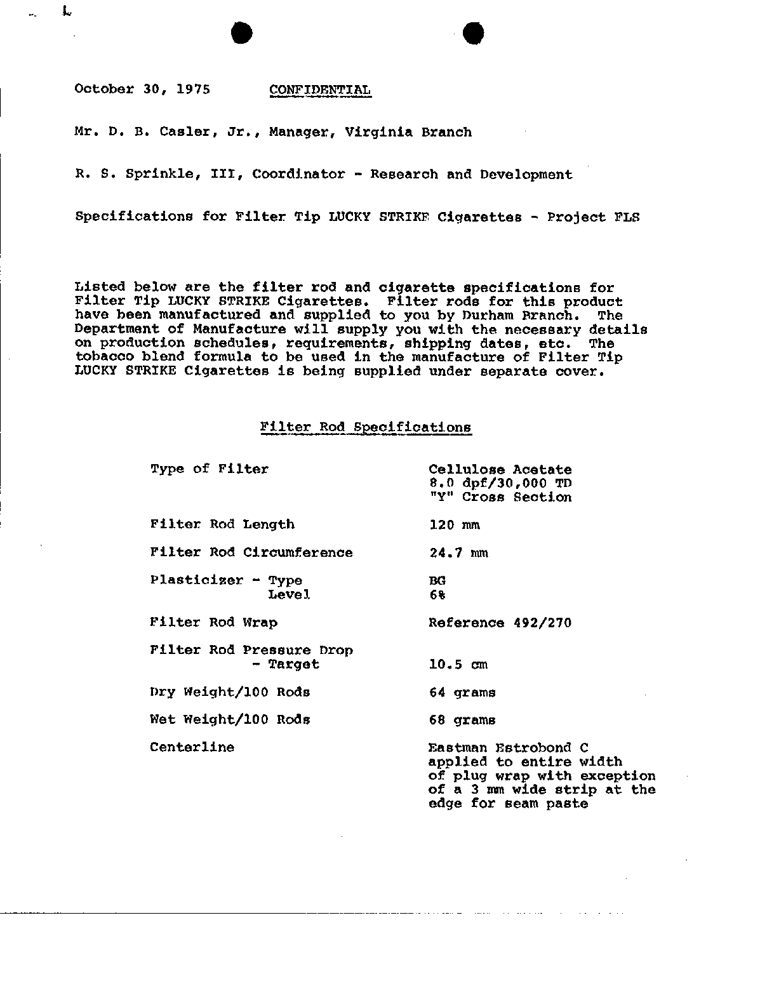 L
October 30, 1975 CONFIDENTIAL
Mr. D. B. Casler, Jr., Manager, Virginia Branch
R. S. Sprinkle, III, Coordinator - Research and Development
Specifications for Filter Tip LUCKY STRIKE Cigarettes - Project FLS
Listed below are the filter rod and cigarette specifications for
Filter Tip LUCKY STRIKE Cigarettes. Filter rods for this product
have been manufactured and supplied to you by Durham Branch. The
Department of Manufacture will supply you with the necessary details
on production schedules, requirements, shipping dates, etc. The
tobacco blend formula to be used in the manufacture of Filter Tip
LUCKY STRIKE Cigarettes is being supplied under separate cover.
Filter Rod Specifications
Type of Filter Cellulose Acetate
8.0 dpf/30,000 TD
"Y" Cross Section
Filter Rod Length 120 mm
Filter Rod Circumference 24.7 mm
Plasticizer - Type BG
Level 6%
Filter Rod Wrap Reference 492/270
Filter Rod Pressure Drop
- Target 10.5 cm
Dry Weight/100 Rods 64 grams
Wet Weight/100 Rods 68 grams
Centerline Eastman Estrobond C
applied to entire width
of plug wrap with exception
of a 3 mm wide strip at the
edge for seam paste